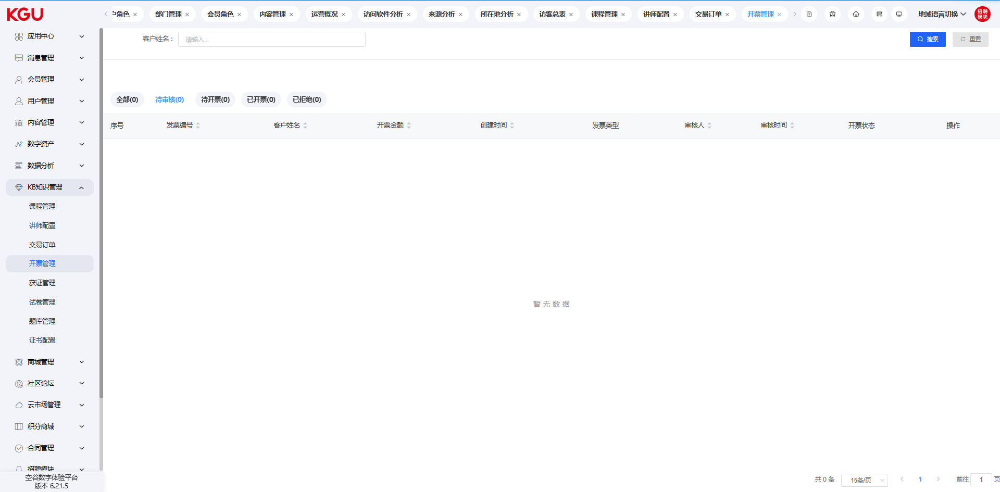 KGU
户角色
部门管理
会员角色
内容管理
运营概况
访问软件分析
来源分析
所在地分析
访客总表
课程管理
讲师配置
交易订单
开票管理
地域语言切换
招聘
模块
应用中心
消息管理
会员管理
用户管理
内容管理
数字资产
数据分析
KB知识管理
课程管理
讲师配置
交易订单
开票管理
获证管理
试卷管理
题库管理
证书配置
商城管理
社区论坛
云市场管理
积分商城
合同管理
招聘模块
空谷数字体验平台
版本 6.21.5
客户姓名：
请输入...
搜索
重置
全部(0)
待审核(0)
待开票(0)
已开票(0)
已拒绝(0)
序号
发票编号
客户姓名
开票金额
创建时间
发票类型
审核人
审核时间
开票状态
操作
暂无数据
共 0 条
15条/页
1
前往
1
页